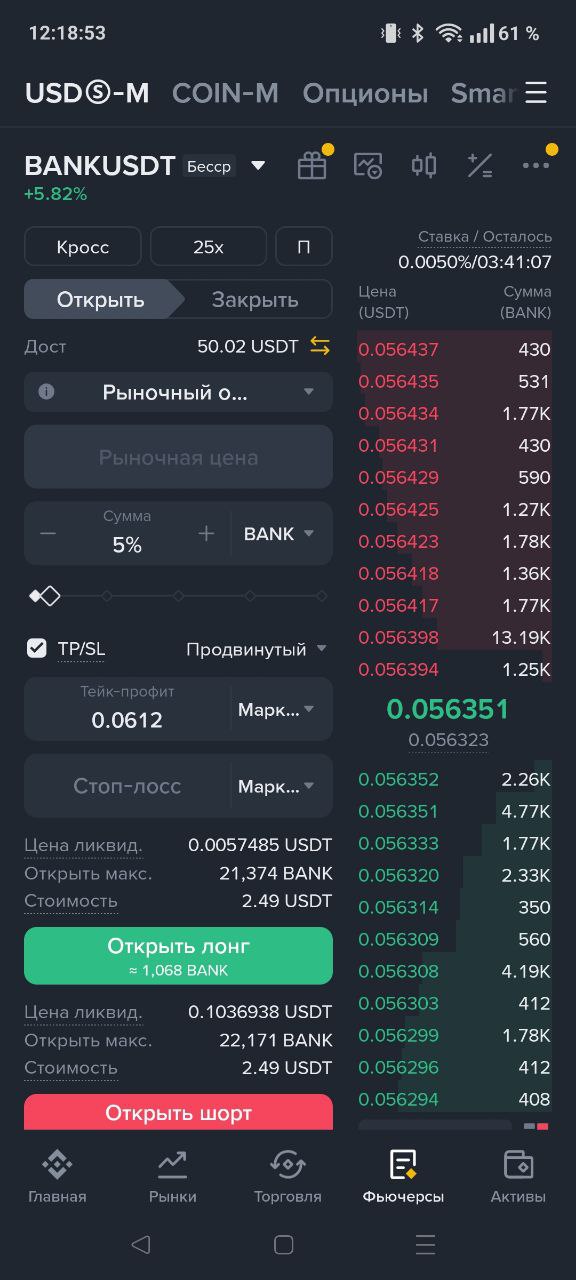 12:18:53
61 %
USDⓈ-M COIN-M Опционы Smar
BANKUSDT Бесср
+5.82%
Кросс 25x П
Открыть Закрыть
Дост 50.02 USDT
Рыночный о...
Рыночная цена
Сумма
5%
BANK
TP/SL Продвинутый
Тейк-профит
0.0612
Марк...
Стоп-лосс Марк...
Цена ликвид. 0.0057485 USDT
Открыть макс. 21,374 BANK
Стоимость 2.49 USDT
Открыть лонг
≈ 1,068 BANK
Цена ликвид. 0.1036938 USDT
Открыть макс. 22,171 BANK
Стоимость 2.49 USDT
Открыть шорт
Ставка / Осталось
0.0050%/03:41:07
Цена Сумма
(USDT) (BANK)
0.056437 430
0.056435 531
0.056434 1.77K
0.056431 430
0.056429 590
0.056425 1.27K
0.056423 1.78K
0.056418 1.36K
0.056417 1.77K
0.056398 13.19K
0.056394 1.25K
0.056351
0.056323
0.056352 2.26K
0.056351 4.77K
0.056333 1.77K
0.056320 2.33K
0.056314 350
0.056309 560
0.056308 4.19K
0.056303 412
0.056299 1.78K
0.056296 412
0.056294 408
Главная Рынки Торговля Фьючерсы Активы